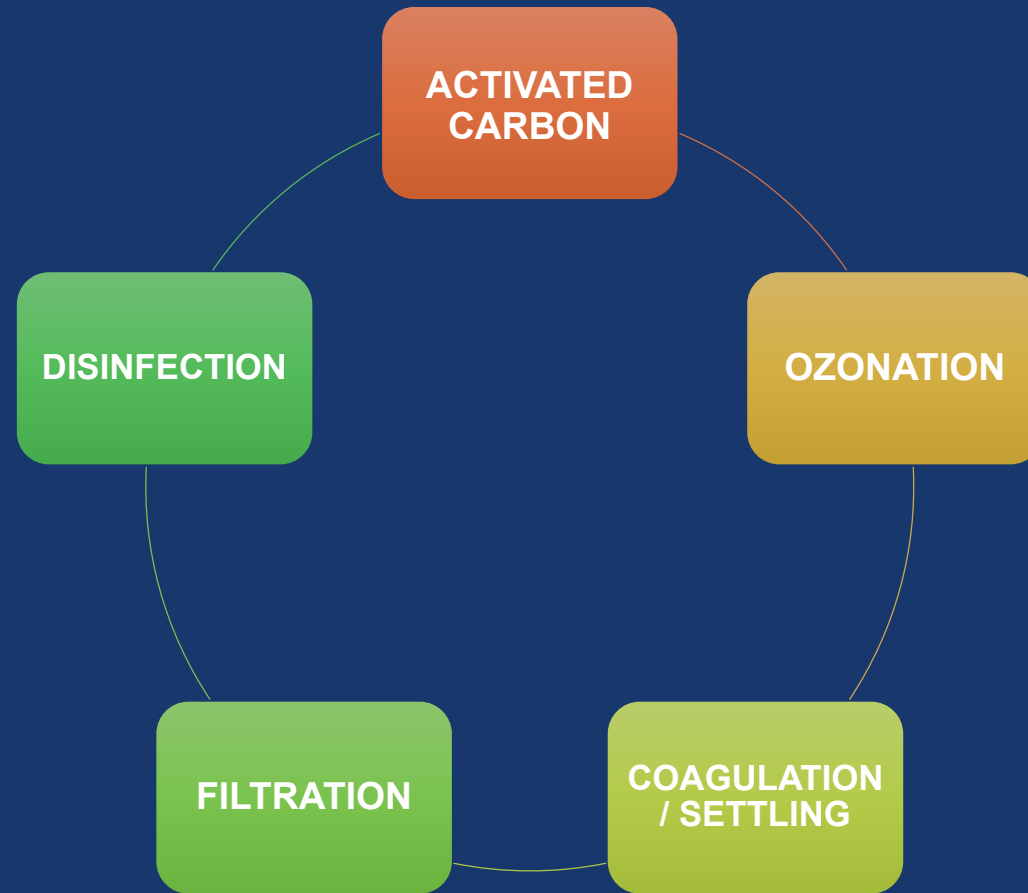 ACTIVATED
CARBON
OZONATION
COAGULATION
/ SETTLING
FILTRATION
DISINFECTION